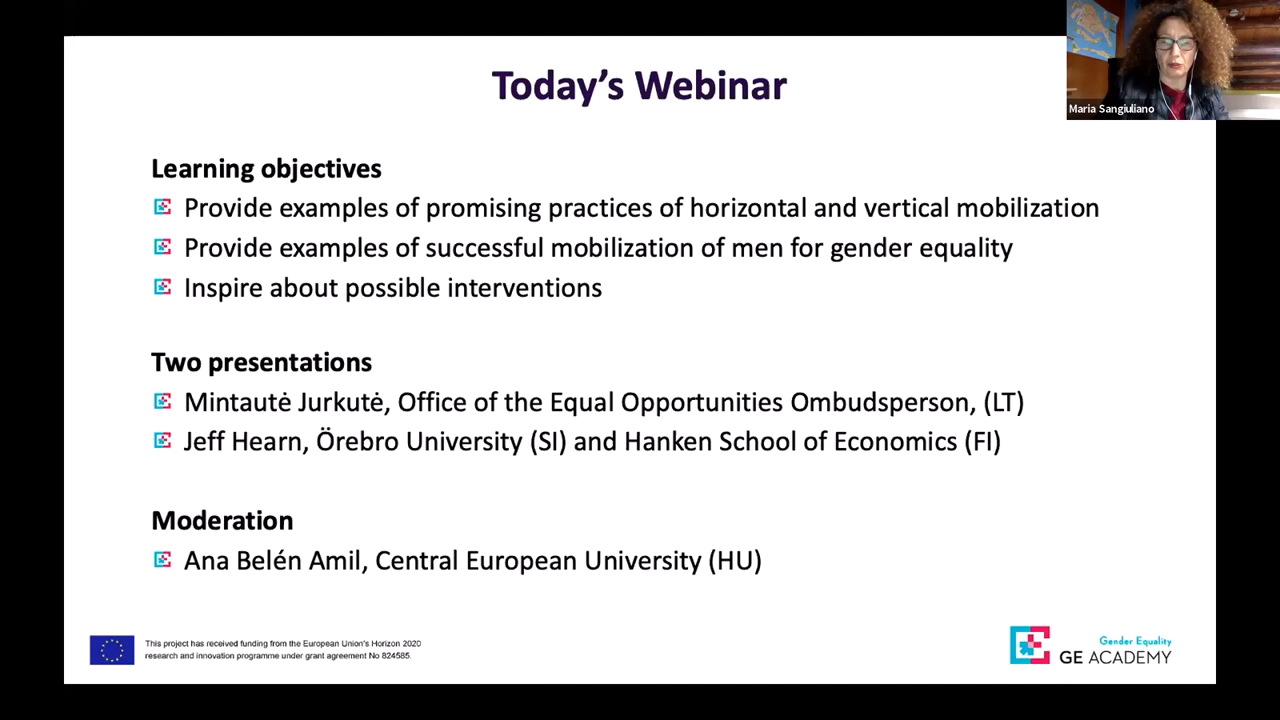 Today's Webinar
Maria Sangiuliano
Learning objectives
Provide examples of promising practices of horizontal and vertical mobilization
Provide examples of successful mobilization of men for gender equality
Inspire about possible interventions
Two presentations
Mintautė Jurkutė, Office of the Equal Opportunities Ombudsperson, (LT)
Jeff Hearn, Örebro University (SI) and Hanken School of Economics (FI)
Moderation
Ana Belén Amil, Central European University (HU)
This project has received funding from the European Union's Horizon 2020
research and innovation programme under grant agreement No 824585.
Gender Equality
GE ACADEMY